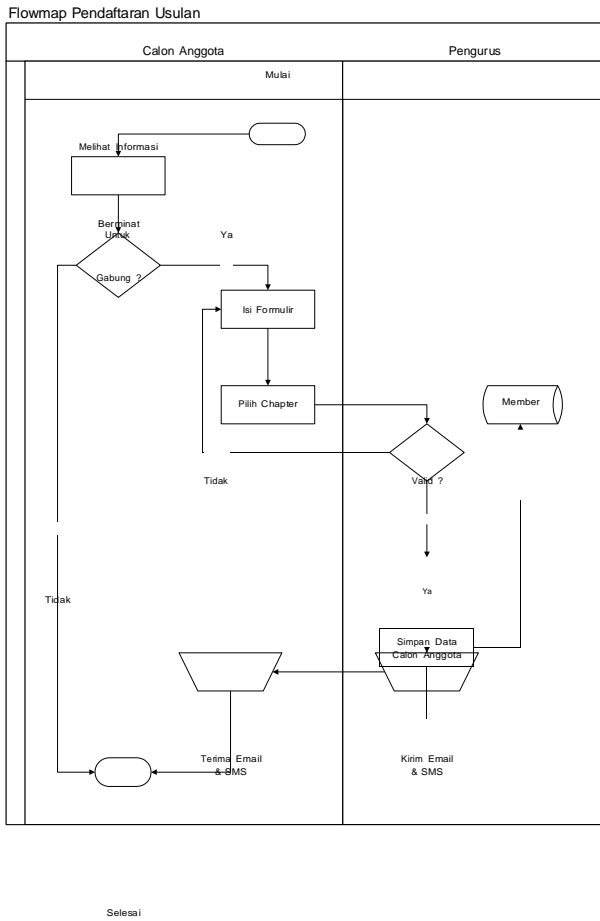 Flowmap Pendaftaran Usulan
Calon Anggota
Pengurus
Mulai
Melihat Informasi
Berminat
Untuk
Gabung ?
Ya
Isi Formulir
Pilih Chapter
Member
Valid ?
Tidak
Ya
Tidak
Simpan Data
Calon Anggota
Terima Email
& SMS
Kirim Email
& SMS
Selesai